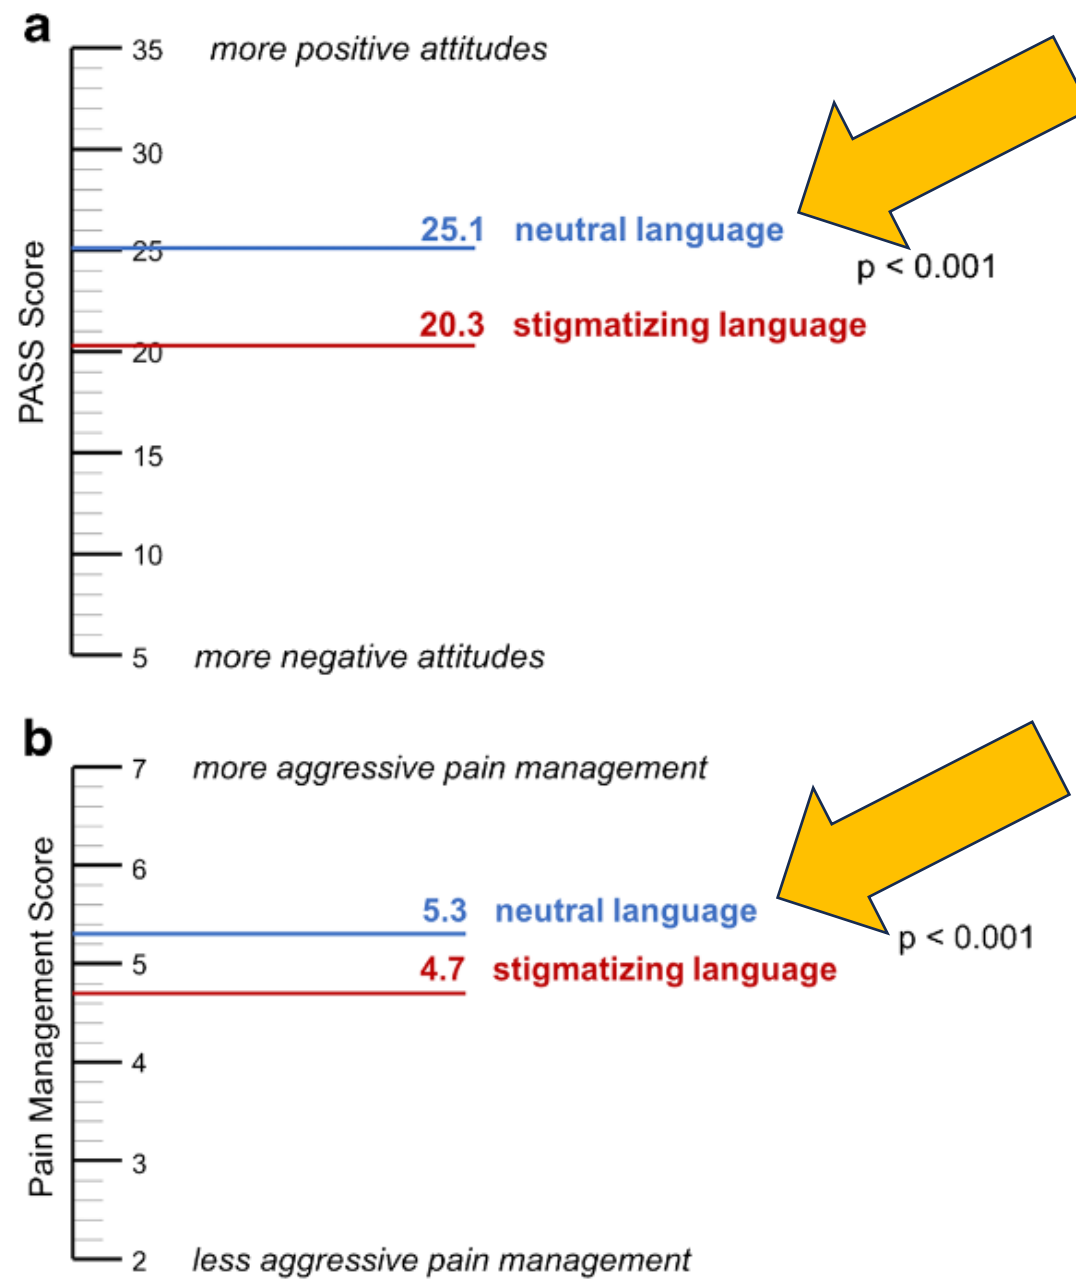 a
35 more positive attitudes
30
25.1 neutral language
25
p < 0.001
20.3 stigmatizing language
20
PASS Score
15
10
5 more negative attitudes
b
7 more aggressive pain management
6
5.3 neutral language
p < 0.001
5
4.7 stigmatizing language
Pain Management Score
4
3
2 less aggressive pain management